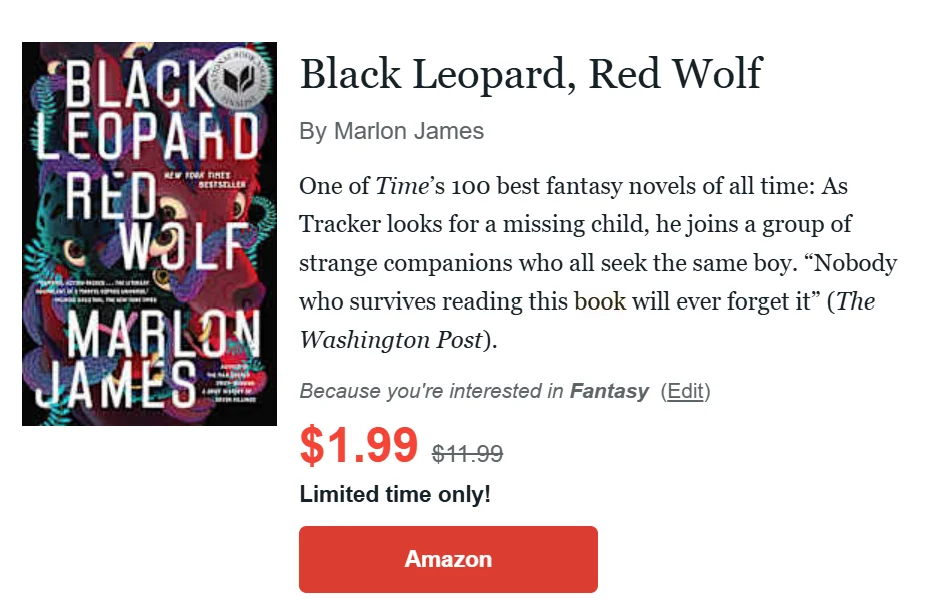 BLACK
LEOPARD
RED
WOLF
NEW YORK TIMES
BESTSELLER
MARLON
JAMES
Black Leopard, Red Wolf
By Marlon James
One of Time’s 100 best fantasy novels of all time: As
Tracker looks for a missing child, he joins a group of
strange companions who all seek the same boy. “Nobody
who survives reading this book will ever forget it” (The
Washington Post).
Because you're interested in Fantasy (Edit)
$1.99 $11.99
Limited time only!
Amazon